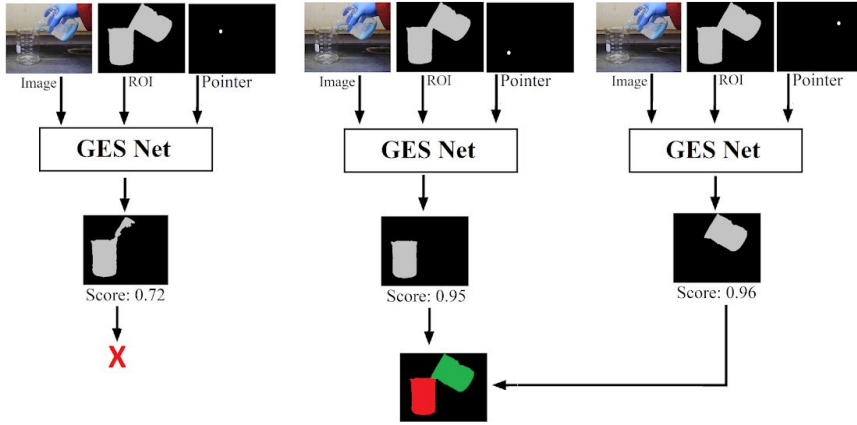 Image ROI Pointer
GES Net
Score: 0.72
X
Image ROI Pointer
GES Net
Score: 0.95
Image ROI Pointer
GES Net
Score: 0.96